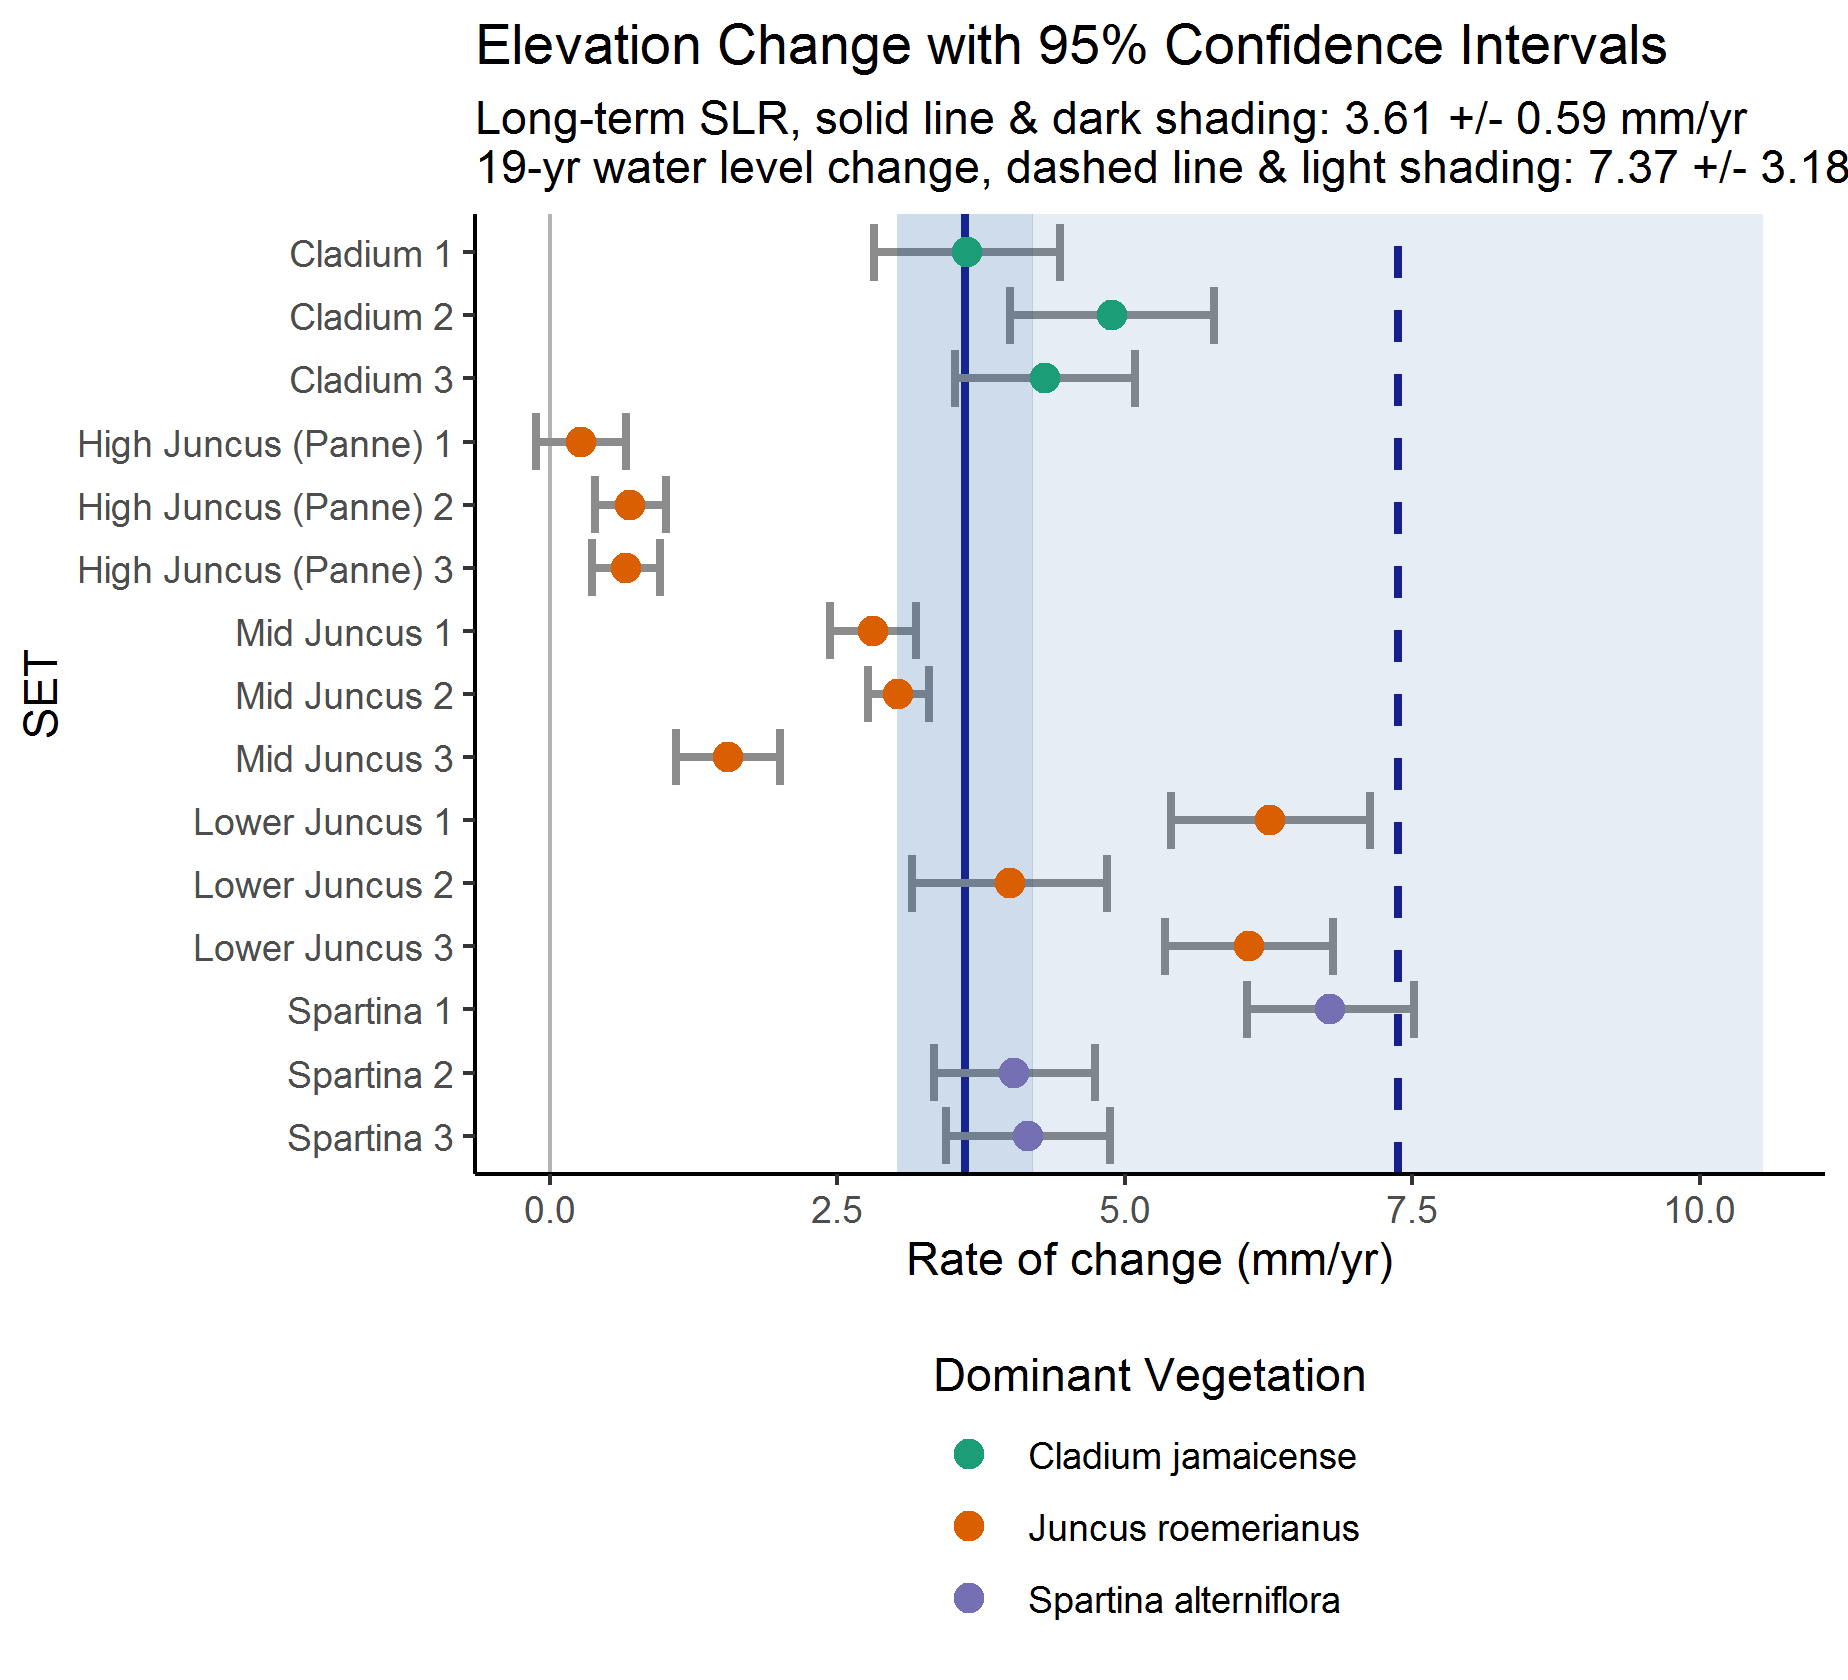 Elevation Change with 95% Confidence Intervals
Long-term SLR, solid line & dark shading: 3.61 +/- 0.59 mm/yr
19-yr water level change, dashed line & light shading: 7.37 +/- 3.18
SET
Cladium 1
Cladium 2
Cladium 3
High Juncus (Panne) 1
High Juncus (Panne) 2
High Juncus (Panne) 3
Mid Juncus 1
Mid Juncus 2
Mid Juncus 3
Lower Juncus 1
Lower Juncus 2
Lower Juncus 3
Spartina 1
Spartina 2
Spartina 3
0.0 2.5 5.0 7.5 10.0
Rate of change (mm/yr)
Dominant Vegetation
Cladium jamaicense
Juncus roemerianus
Spartina alterniflora